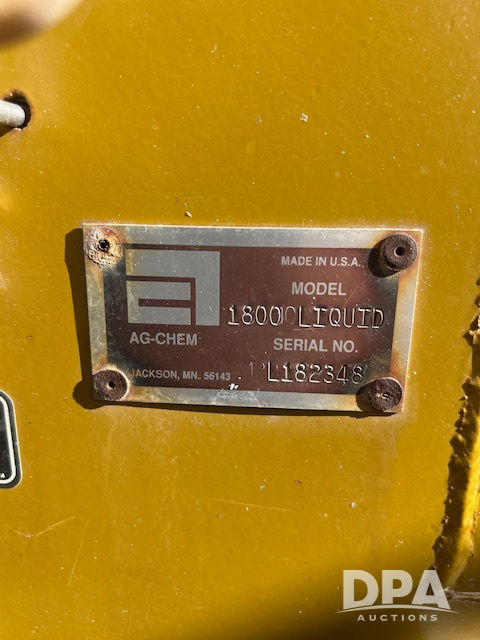 MADE IN U.S.A.
MODEL
1800 LIQUID
AG-CHEM
SERIAL NO.
JACKSON, MN. 56143
L182348
DPA
AUCTIONS